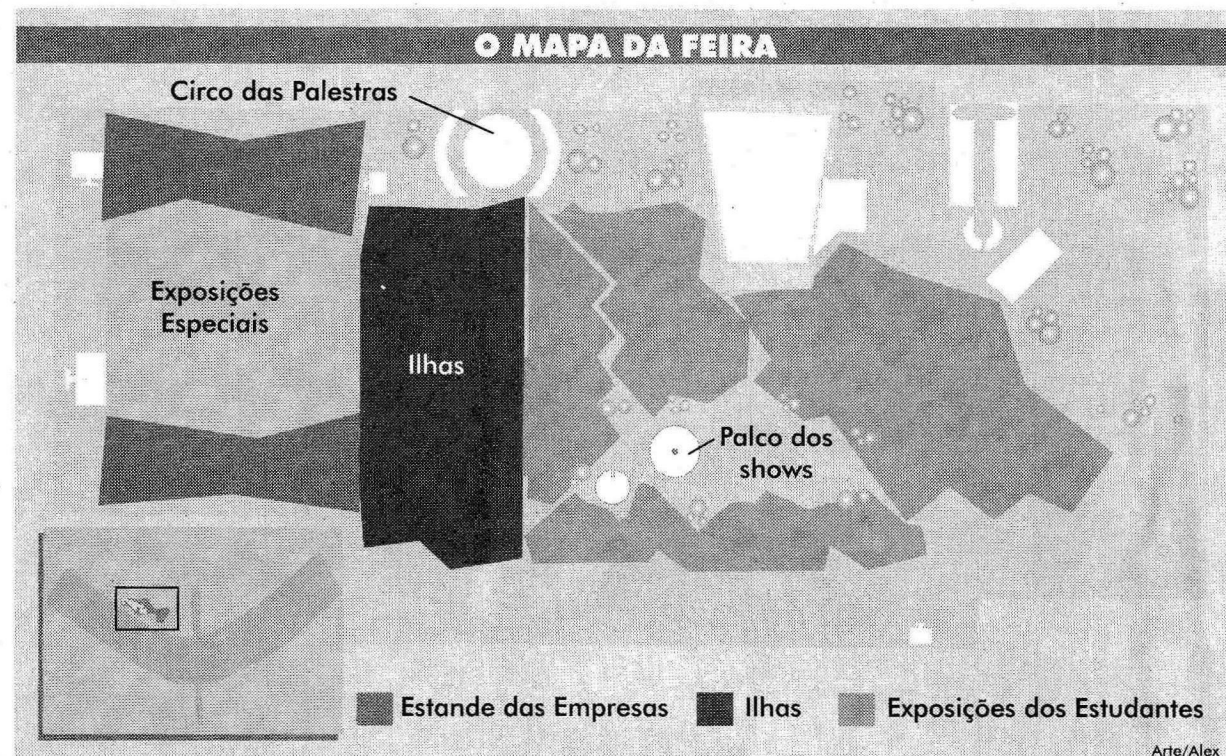 O MAPA DA FEIRA
Circo das Palestras
Exposições
Especiais
Ilhas
Palco dos
shows
Estande das Empresas
Ilhas
Exposições dos Estudantes
Arte/Alex